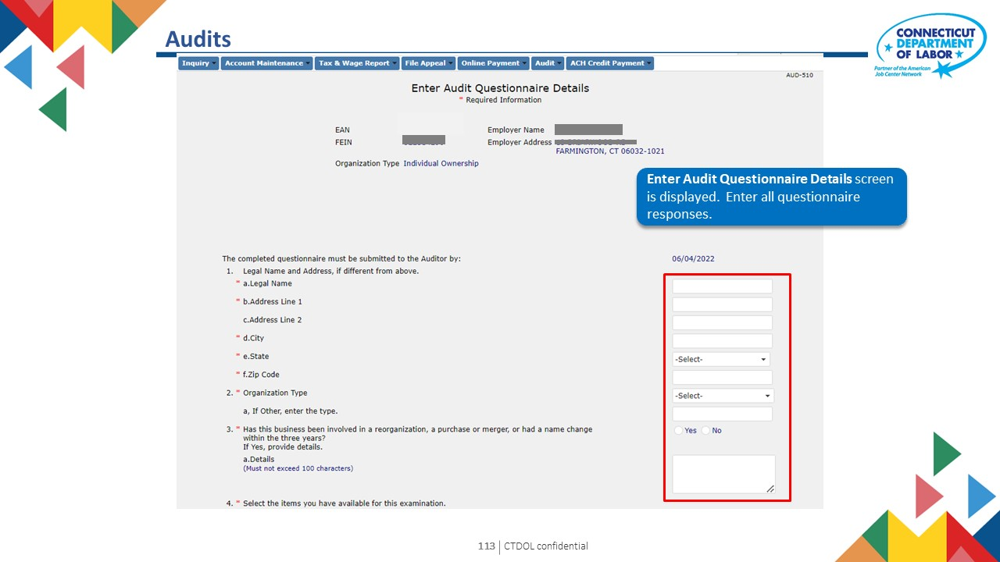 Audits
CONNECTICUT
DEPARTMENT
OF LABOR
Partner of the American
Job Center Network
Inquiry Account Maintenance Tax & Wage Report File Appeal Online Payment Audit ACH Credit Payment
AUD-510
Enter Audit Questionnaire Details
* Required Information
EAN Employer Name
FEIN Employer Address
FARMINGTON, CT 06032-1021
Organization Type Individual Ownership
Enter Audit Questionnaire Details screen
is displayed. Enter all questionnaire
responses.
The completed questionnaire must be submitted to the Auditor by: 06/04/2022
1. Legal Name and Address, if different from above.
* a.Legal Name
* b.Address Line 1
c.Address Line 2
* d.City
* e.State -Select-
* f.Zip Code
2. * Organization Type -Select-
a, If Other, enter the type.
3. * Has this business been involved in a reorganization, a purchase or merger, or had a name change Yes No
within the three years?
If Yes, provide details.
a.Details
(Must not exceed 100 characters)
4. * Select the items you have available for this examination.
113 CTDOL confidential